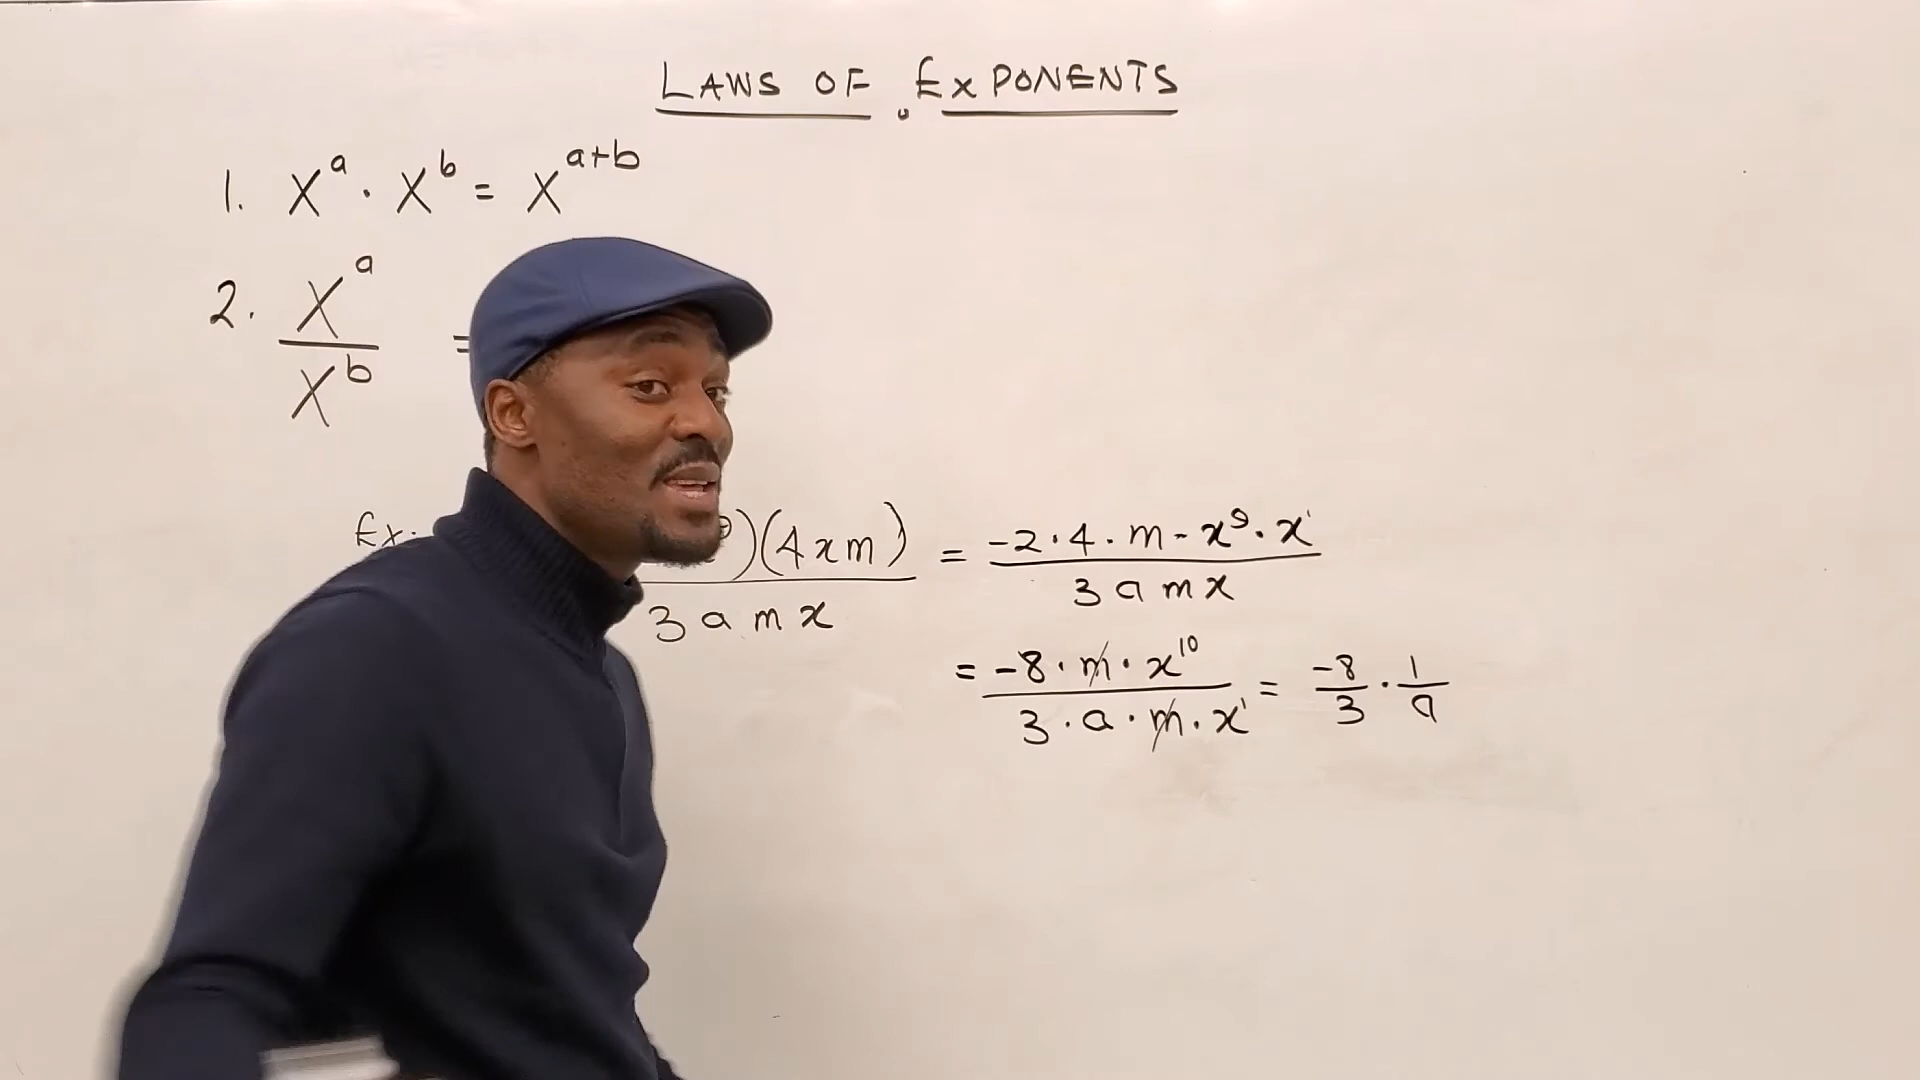 LAWS OF EXPONENTS
1. X^a · X^b = X^{a+b}
2. X^a / X^b =
Ex: )(4xm) / 3amx = -2·4·m·x^9·x^1 / 3amx
= -8·m·x^10 / 3·a·m·x^1 = -8/3 · 1/a